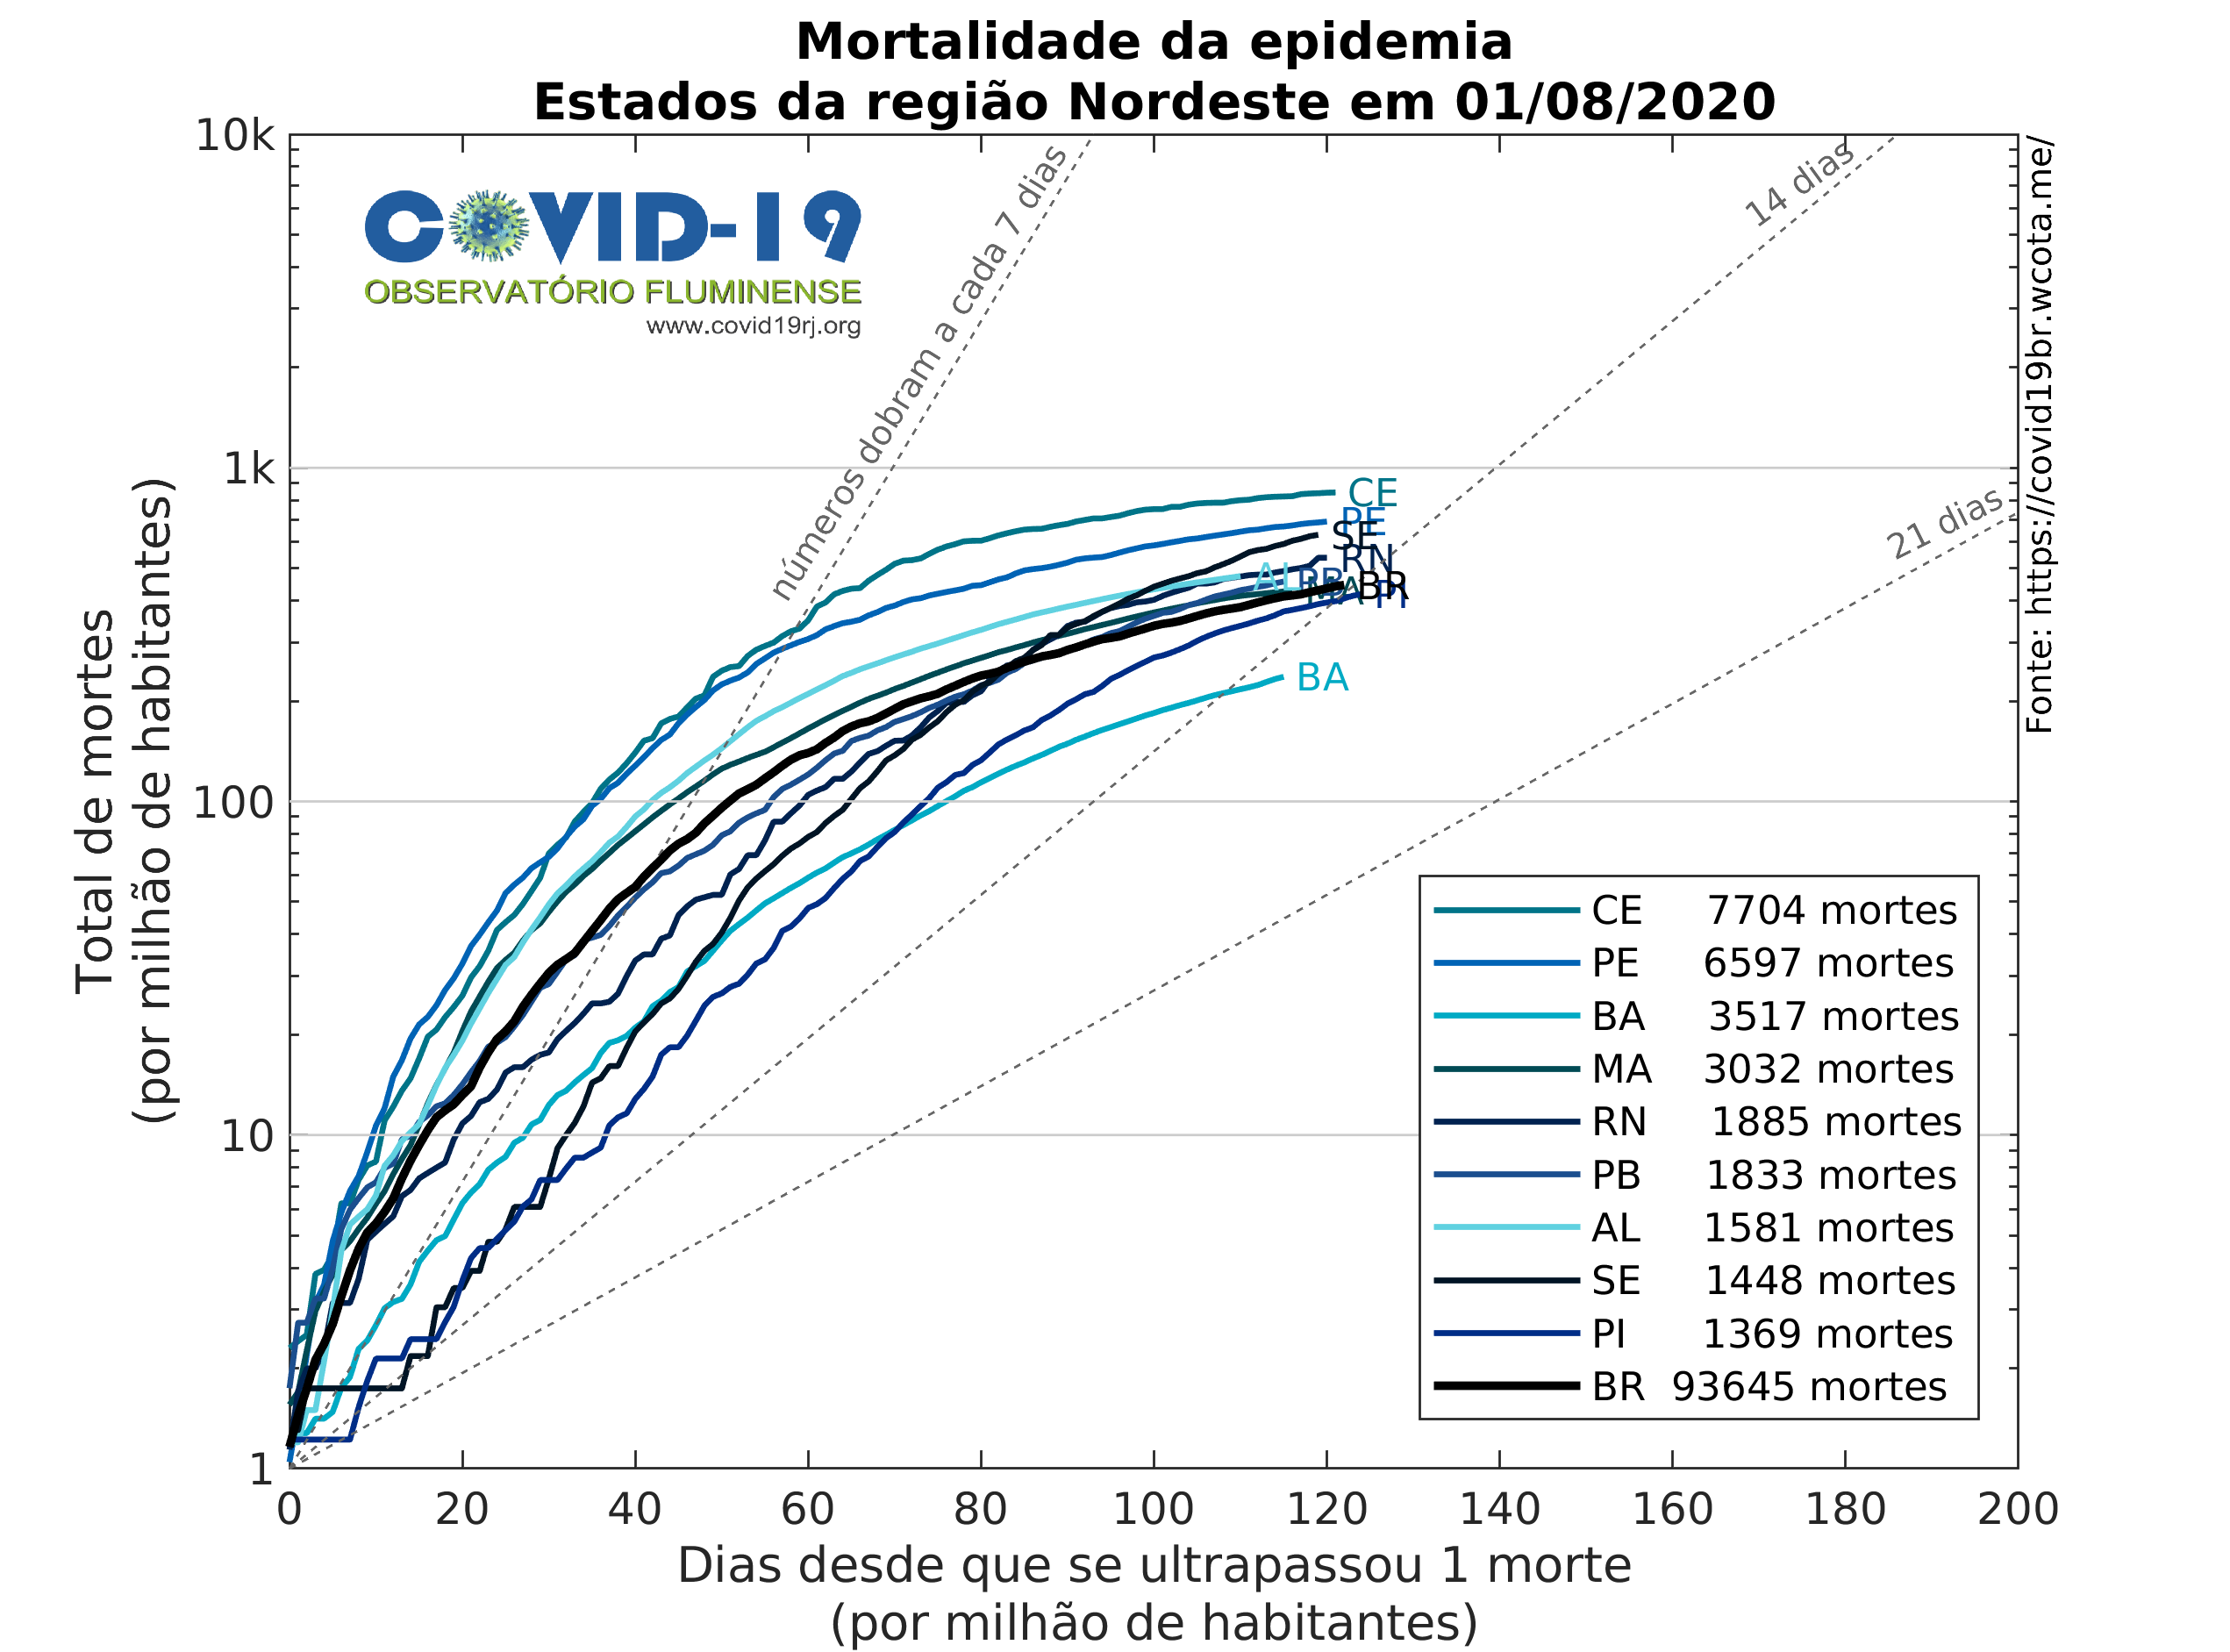 Mortalidade da epidemia
Estados da região Nordeste em 01/08/2020
COVID-19
OBSERVATÓRIO FLUMINENSE
www.covid19rj.org
números dobram a cada 7 dias
14 dias
21 dias
Fonte: https://covid19br.wcota.me/
Total de mortes
(por milhão de habitantes)
10k
1k
100
10
1
CE
PE
SE
RN
AL
PB
MA
BR
PI
BA
CE 7704 mortes
PE 6597 mortes
BA 3517 mortes
MA 3032 mortes
RN 1885 mortes
PB 1833 mortes
AL 1581 mortes
SE 1448 mortes
PI 1369 mortes
BR 93645 mortes
0 20 40 60 80 100 120 140 160 180 200
Dias desde que se ultrapassou 1 morte
(por milhão de habitantes)